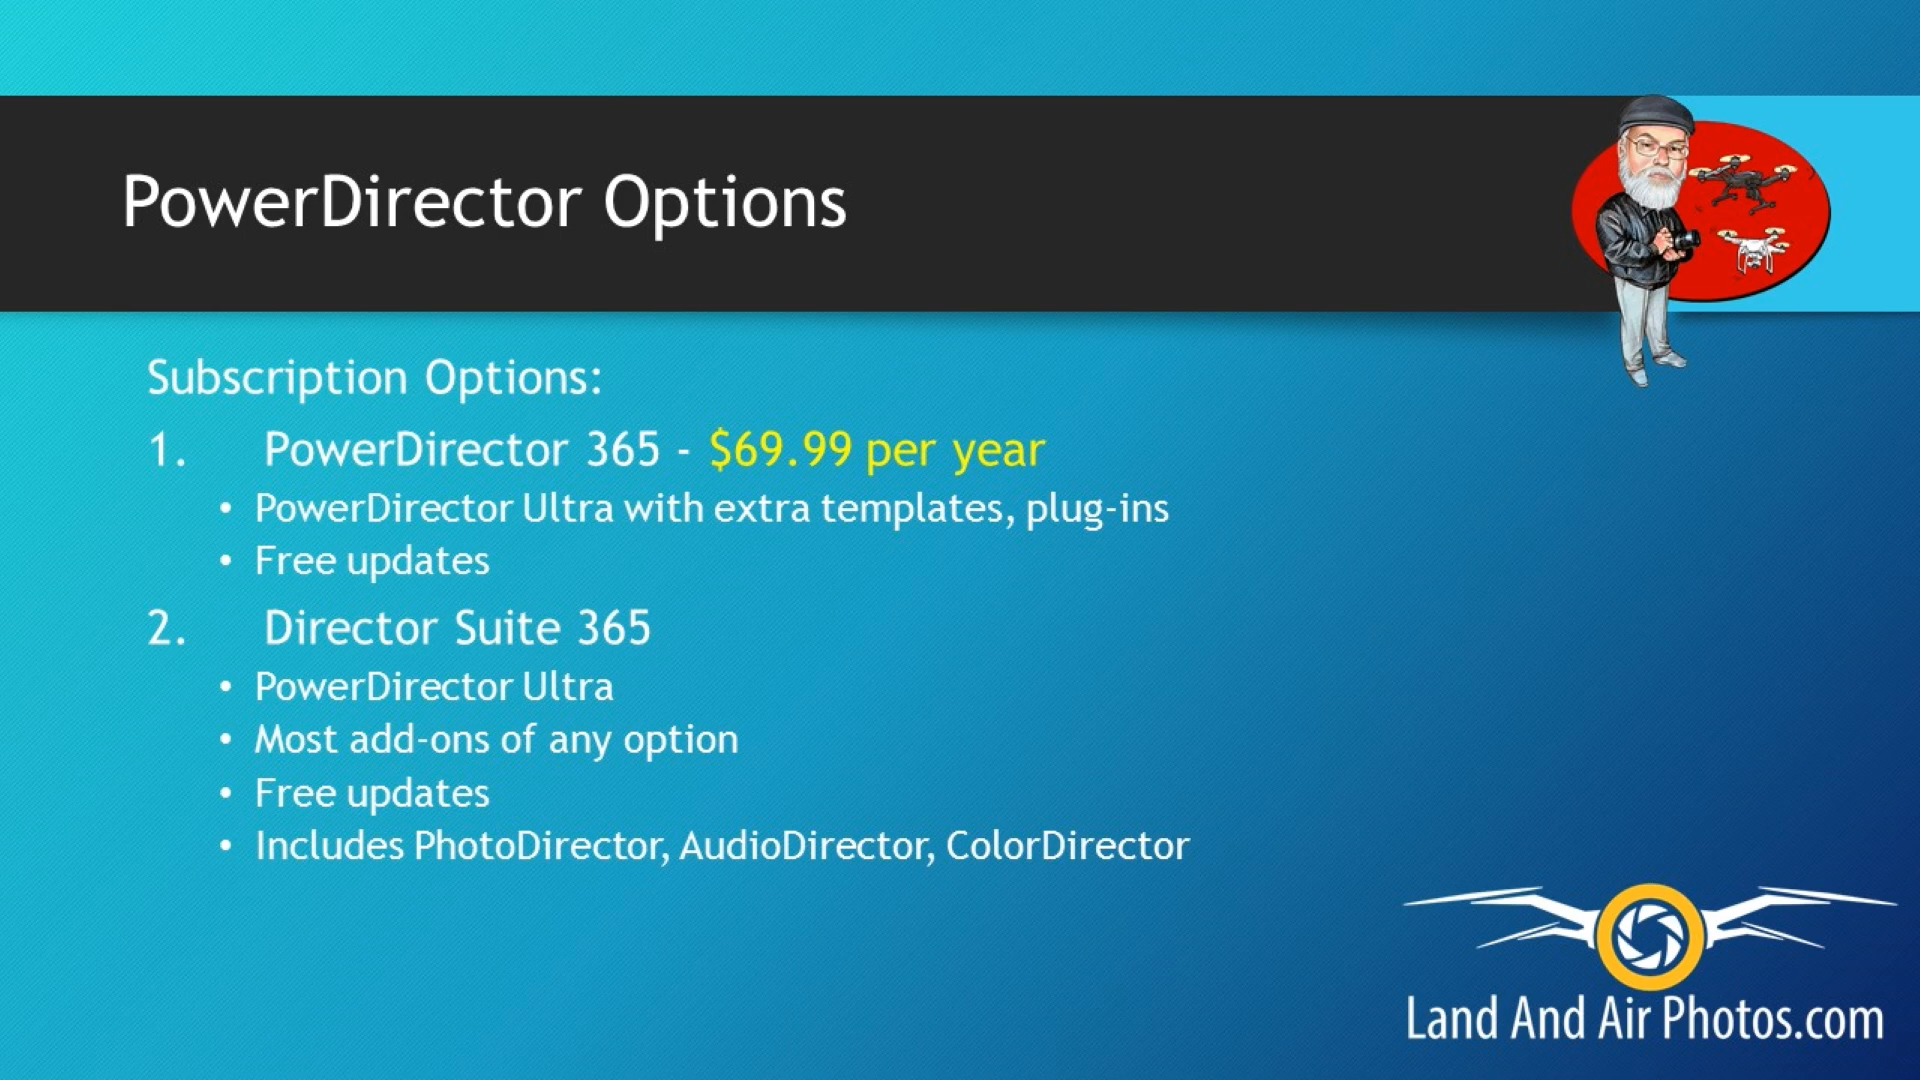 PowerDirector Options
Subscription Options:
1. PowerDirector 365 - $69.99 per year
• PowerDirector Ultra with extra templates, plug-ins
• Free updates
2. Director Suite 365
• PowerDirector Ultra
• Most add-ons of any option
• Free updates
• Includes PhotoDirector, AudioDirector, ColorDirector
Land And Air Photos.com